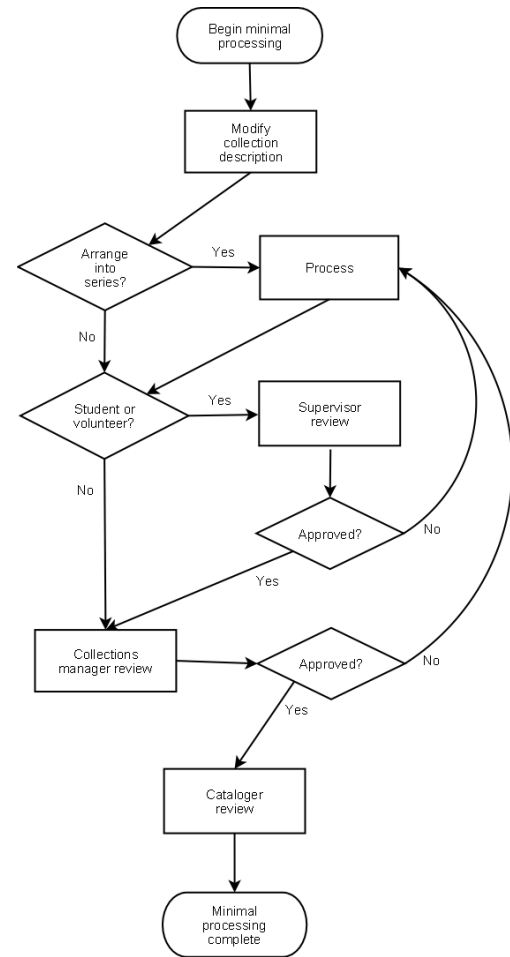 Begin minimal
processing
Modify
collection
description
Arrange
into
series?
Yes
Process
No
Student or
volunteer?
Yes
Supervisor
review
No
Approved?
No
Yes
Collections
manager review
Approved?
No
Yes
Cataloger
review
Minimal
processing
complete